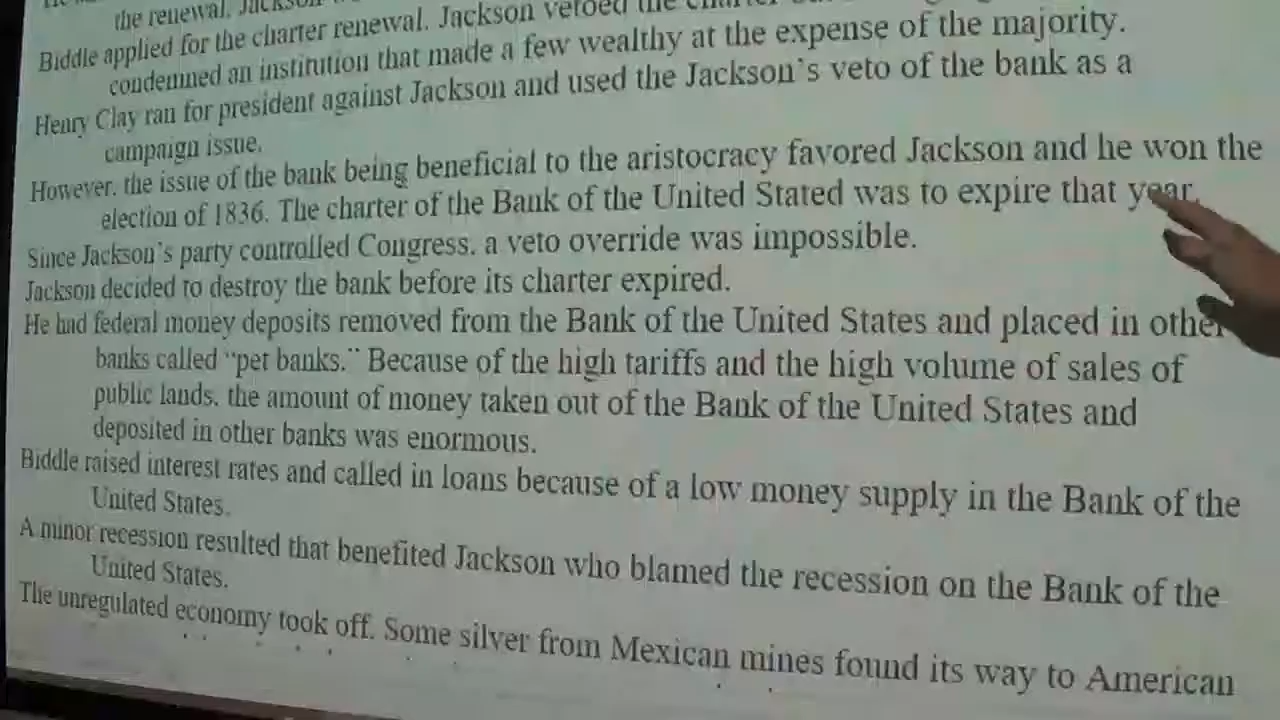 the renewal.
Biddle applied for the charter renewal. Jackson vetoed the charter
condemned an institution that made a few wealthy at the expense of the majority.
Henry Clay ran for president against Jackson and used the Jackson's veto of the bank as a
campaign issue.
However, the issue of the bank being beneficial to the aristocracy favored Jackson and he won the
election of 1836. The charter of the Bank of the United Stated was to expire that year.
Since Jackson's party controlled Congress, a veto override was impossible.
Jackson decided to destroy the bank before its charter expired.
He had federal money deposits removed from the Bank of the United States and placed in other
banks called "pet banks." Because of the high tariffs and the high volume of sales of
public lands, the amount of money taken out of the Bank of the United States and
deposited in other banks was enormous.
Biddle raised interest rates and called in loans because of a low money supply in the Bank of the
United States.
A minor recession resulted that benefited Jackson who blamed the recession on the Bank of the
United States.
The unregulated economy took off. Some silver from Mexican mines found its way to American